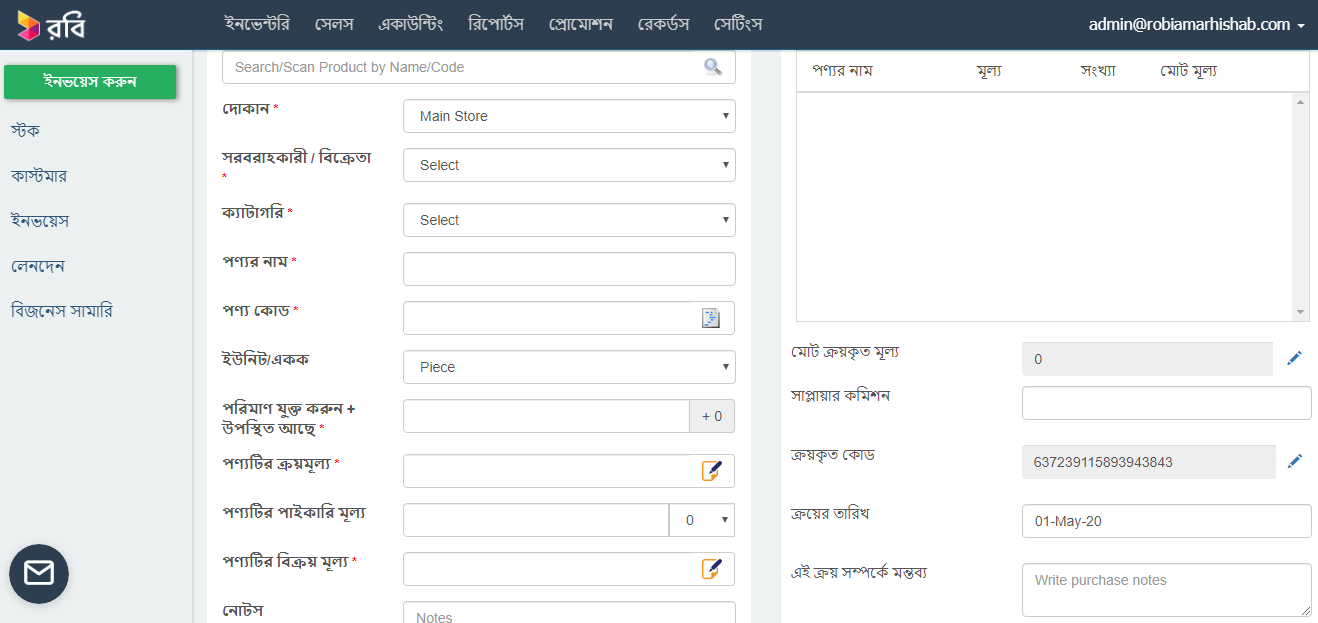 রবি
ইনভেন্টরি সেলস একাউন্টিং রিপোর্টস প্রোমোশন রেকর্ডস সেটিংস
admin@robiamarhishab.com
ইনভয়েস করুন
স্টক
কাস্টমার
ইনভয়েস
লেনদেন
বিজনেস সামারি
Search/Scan Product by Name/Code
দোকান *
Main Store
সরবরাহকারী / বিক্রেতা
*
Select
ক্যাটাগরি *
Select
পণ্যর নাম *
পণ্য কোড *
ইউনিট/একক
Piece
পরিমাণ যুক্ত করুন +
উপস্থিত আছে *
+ 0
পণ্যটির ক্রয়মূল্য *
পণ্যটির পাইকারি মূল্য
0
পণ্যটির বিক্রয় মূল্য *
নোটস
Notes
পণ্যর নাম মূল্য সংখ্যা মোট মূল্য
মোট ক্রয়কৃত মূল্য
0
সাপ্লায়ার কমিশন
ক্রয়কৃত কোড
637239115893943843
ক্রয়ের তারিখ
01-May-20
এই ক্রয় সম্পর্কে মন্তব্য
Write purchase notes